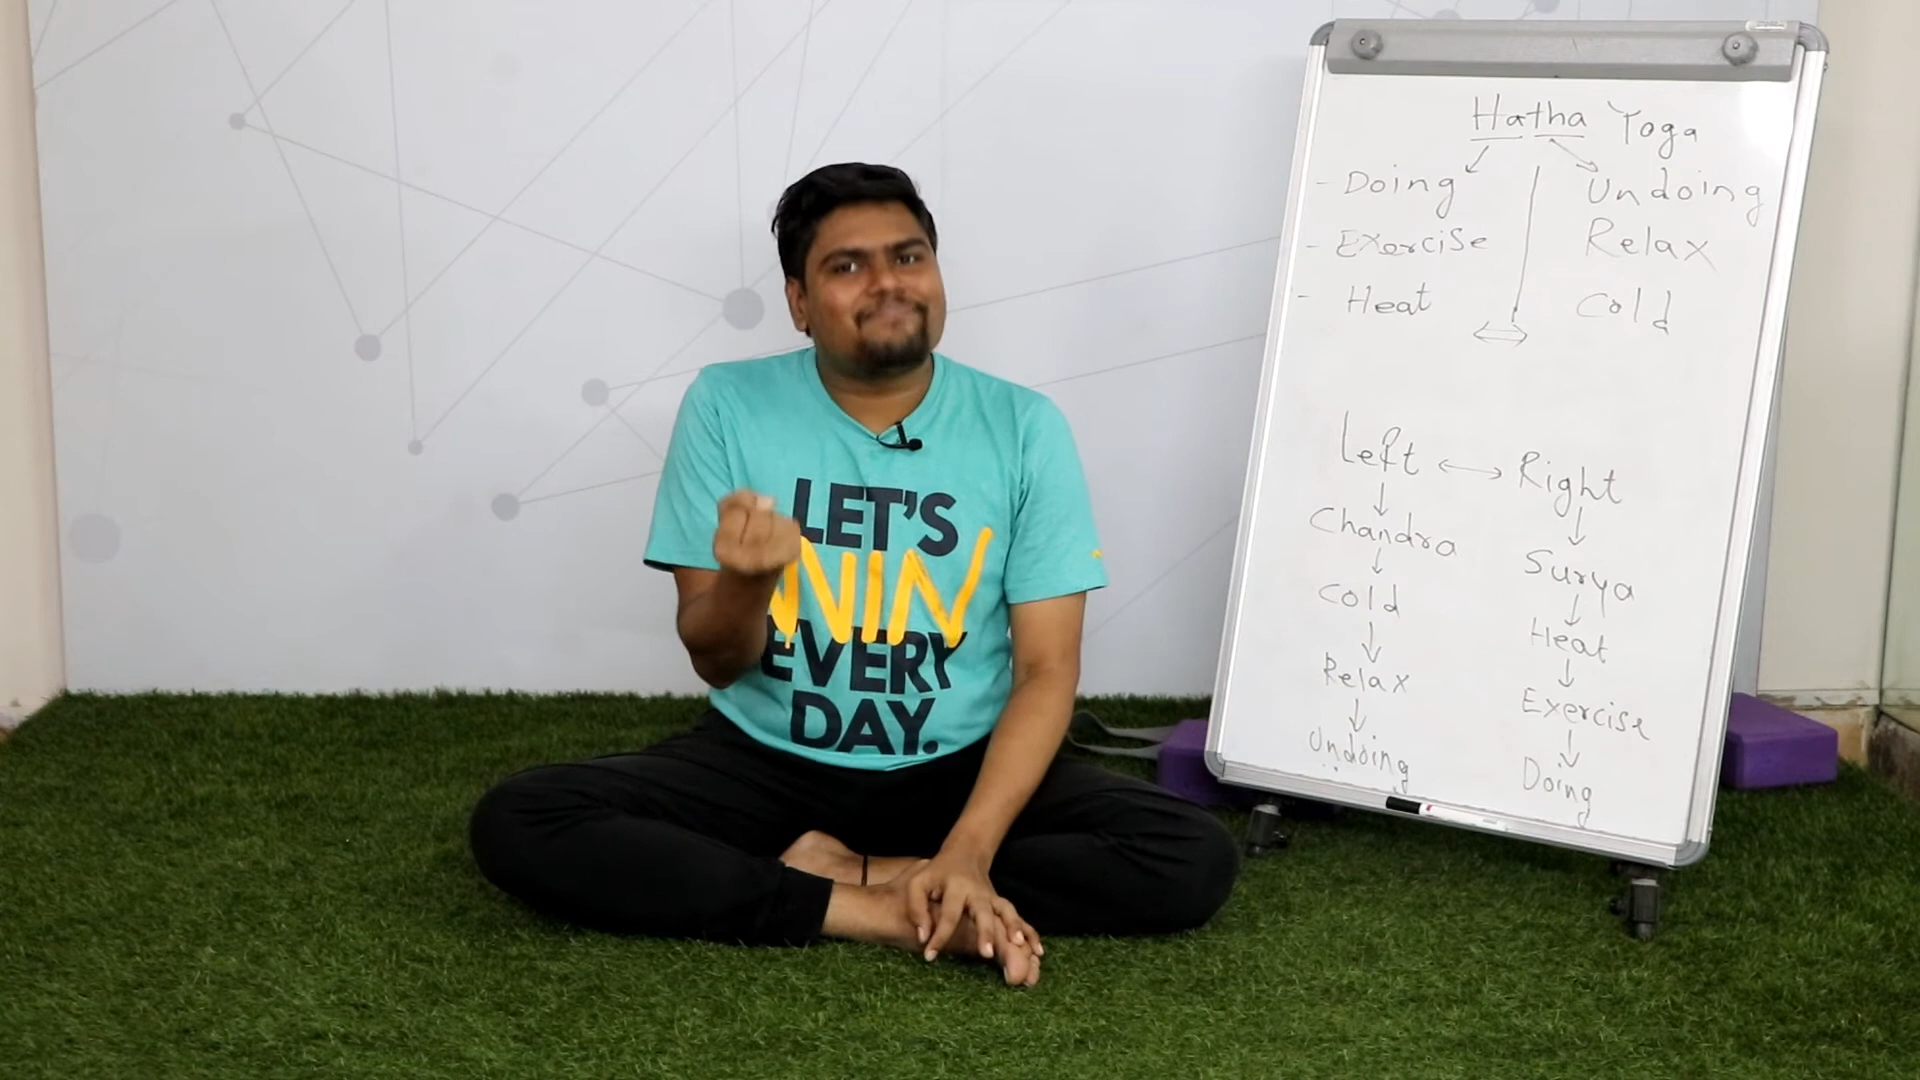 LET'S
WIN
EVERY
DAY.
Hatha Yoga
- Doing Undoing
- Exercise Relax
- Heat Cold
Left Right
Chandra Surya
Cold Heat
Relax Exercise
Undoing Doing